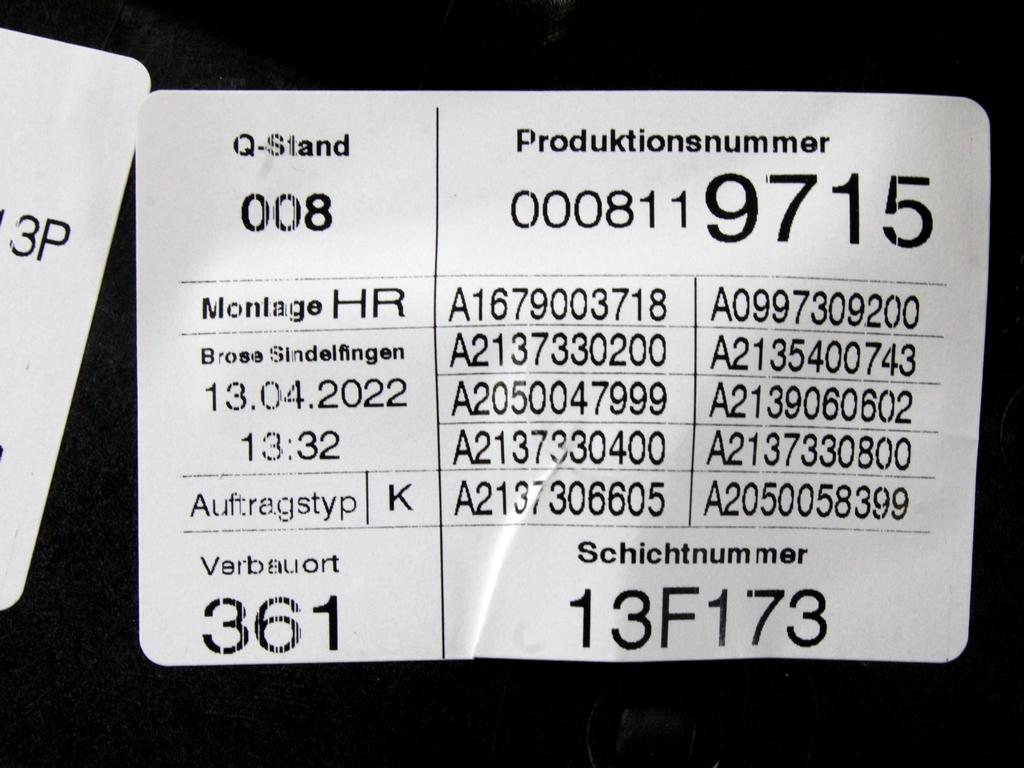 13P
Q-Stand
008
Produktionsnummer
0008119715
Montage HR
Brose Sindelfingen
13.04.2022
13:32
Auftragstyp K
A1679003718 A0997309200
A2137330200 A2135400743
A2050047999 A2139060602
A2137330400 A2137330800
A2137306605 A2050058399
Verbauort
361
Schichtnummer
13F173